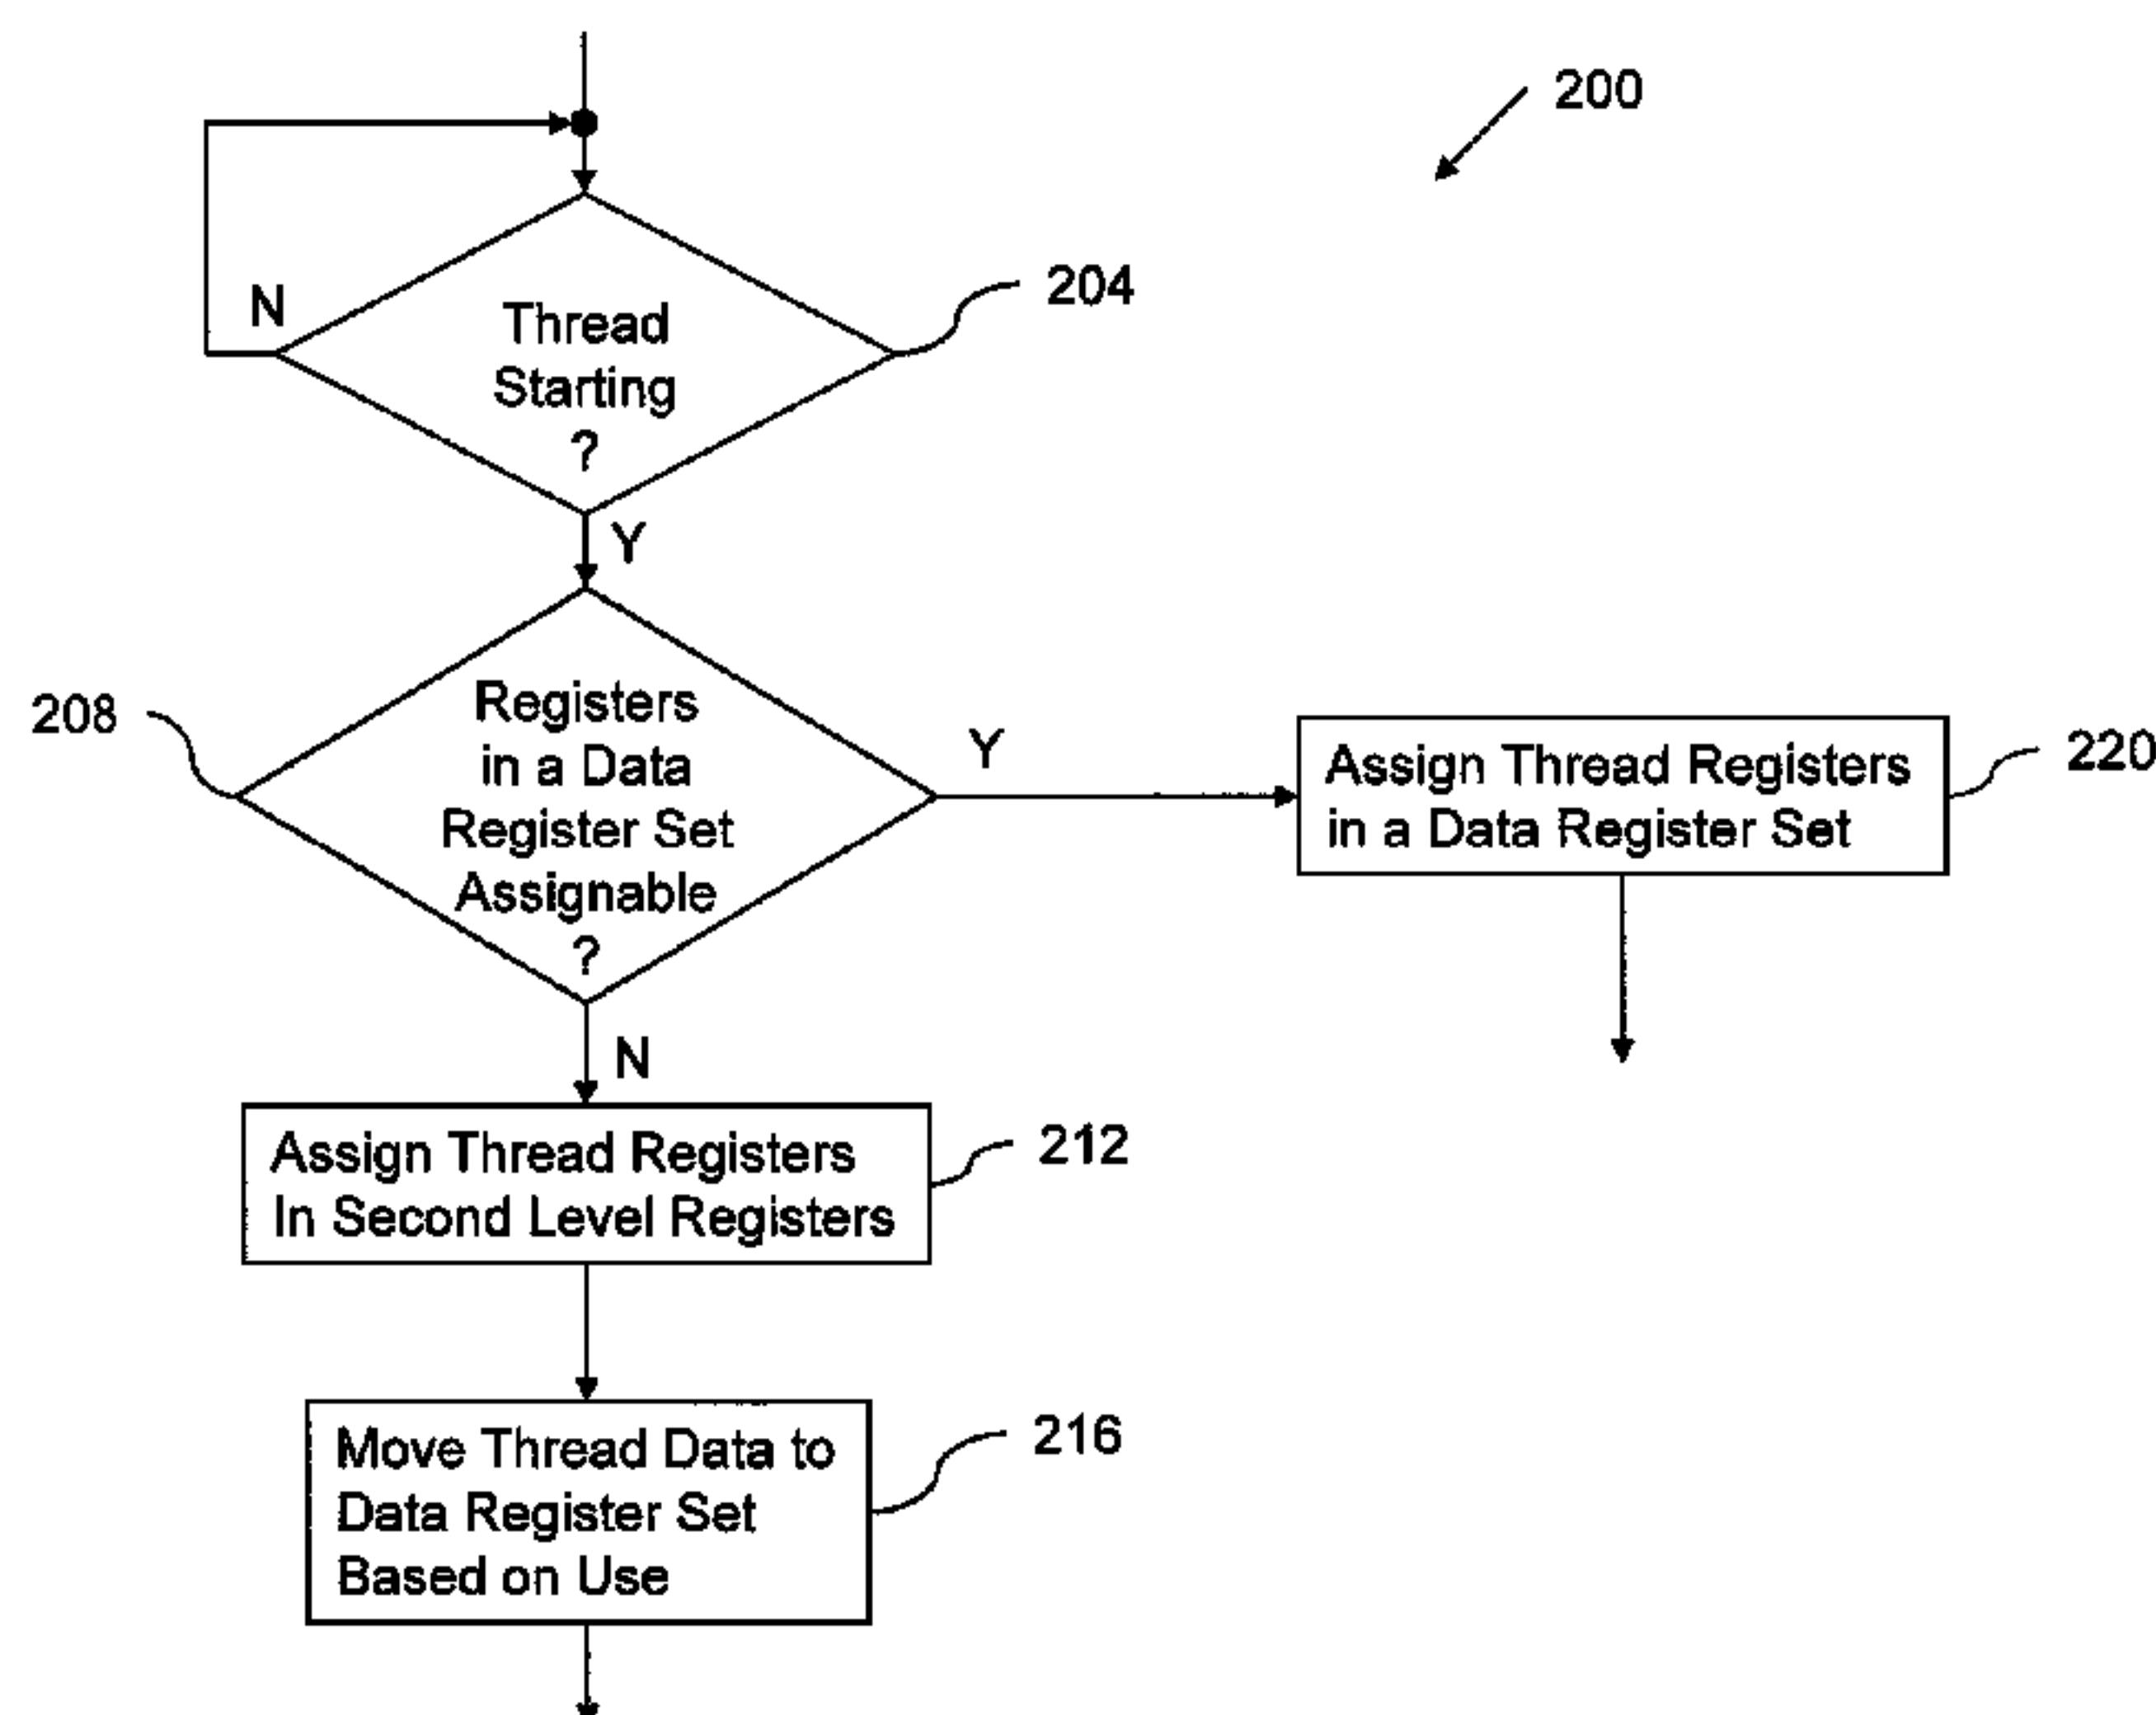 200
N
Thread
Starting
?
204
Y
208
Registers
in a Data
Register Set
Assignable
?
Y
Assign Thread Registers
in a Data Register Set
220
N
Assign Thread Registers
In Second Level Registers
212
Move Thread Data to
Data Register Set
Based on Use
216